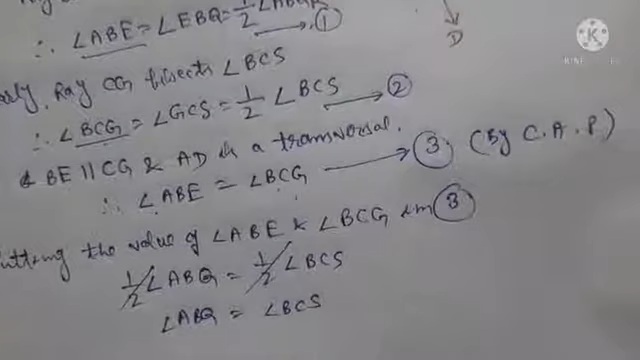 ∴ ∠ABE = ∠EBQ = 1/2 ∠ABQ → ①
Ray CG bisects ∠BCS
∴ ∠BCG = ∠GCS = 1/2 ∠BCS → ②
& BE || CG & AD is a transversal.
∴ ∠ABE = ∠BCG → ③ (By C.A.P)
utting the value of ∠ABE & ∠BCG in ③
1/2 ∠ABQ = 1/2 ∠BCS
∠ABQ = ∠BCS
D
K